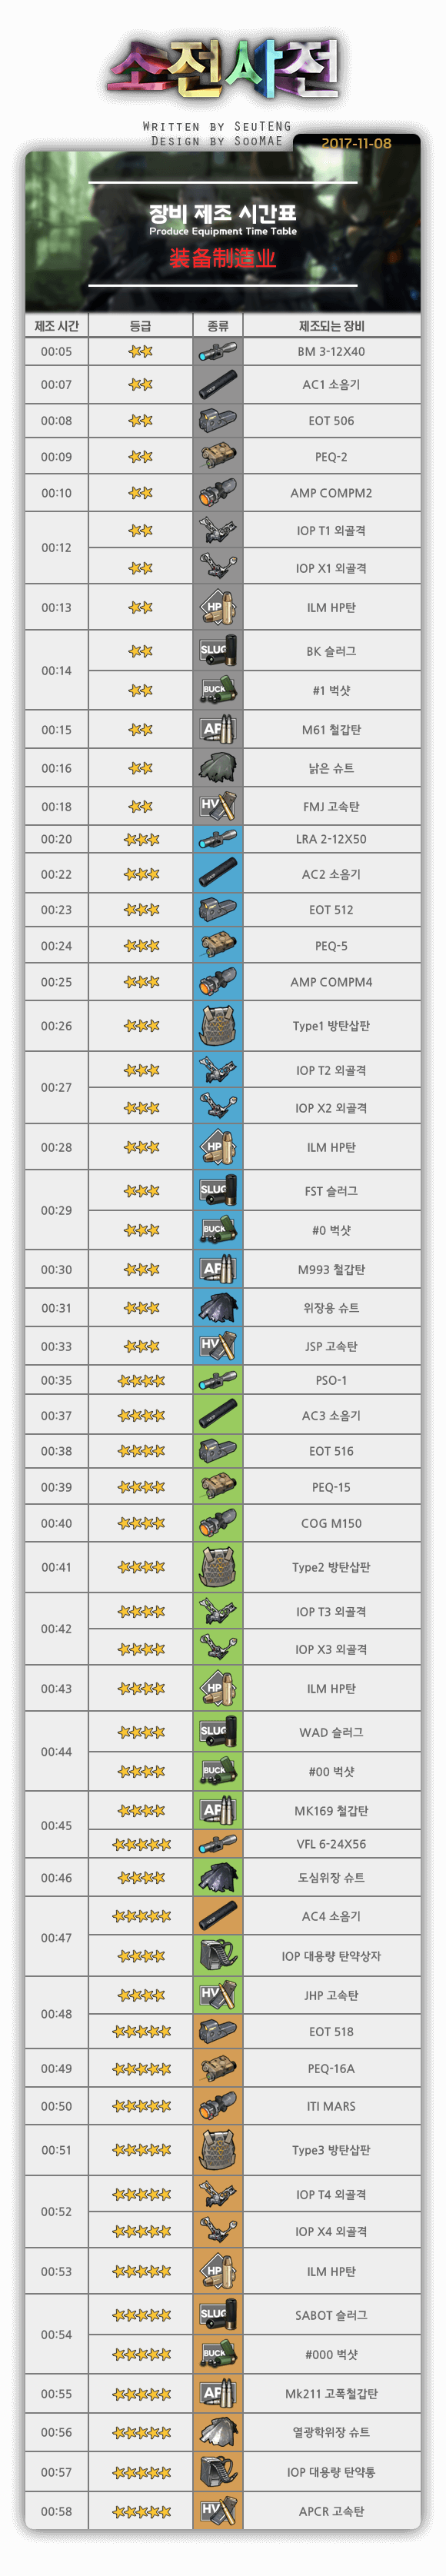 소전사전
WRITTEN BY SEUTENG
DESIGN BY SOOMAE
2017-11-08
장비 제조 시간표
Produce Equipment Time Table
装备制造业
제조 시간 등급 종류 제조되는 장비
00:05 BM 3-12X40
00:07 AC1 소음기
00:08 EOT 506
00:09 PEQ-2
00:10 AMP COMPM2
00:12 IOP T1 외골격
IOP X1 외골격
00:13 HP ILM HP탄
00:14 SLUG BK 슬러그
BUCK #1 벅샷
00:15 AP M61 철갑탄
00:16 낡은 슈트
00:18 HV FMJ 고속탄
00:20 LRA 2-12X50
00:22 AC2 소음기
00:23 EOT 512
00:24 PEQ-5
00:25 AMP COMPM4
00:26 Type1 방탄삽판
00:27 IOP T2 외골격
IOP X2 외골격
00:28 HP ILM HP탄
00:29 SLUG FST 슬러그
BUCK #0 벅샷
00:30 AP M993 철갑탄
00:31 위장용 슈트
00:33 HV JSP 고속탄
00:35 PSO-1
00:37 AC3 소음기
00:38 EOT 516
00:39 PEQ-15
00:40 COG M150
00:41 Type2 방탄삽판
00:42 IOP T3 외골격
IOP X3 외골격
00:43 HP ILM HP탄
00:44 SLUG WAD 슬러그
BUCK #00 벅샷
00:45 AP MK169 철갑탄
VFL 6-24X56
00:46 도심위장 슈트
00:47 AC4 소음기
IOP 대용량 탄약상자
00:48 HV JHP 고속탄
EOT 518
00:49 PEQ-16A
00:50 ITI MARS
00:51 Type3 방탄삽판
00:52 IOP T4 외골격
IOP X4 외골격
00:53 HP ILM HP탄
00:54 SLUG SABOT 슬러그
BUCK #000 벅샷
00:55 AP Mk211 고폭철갑탄
00:56 열광학위장 슈트
00:57 IOP 대용량 탄약통
00:58 HV APCR 고속탄